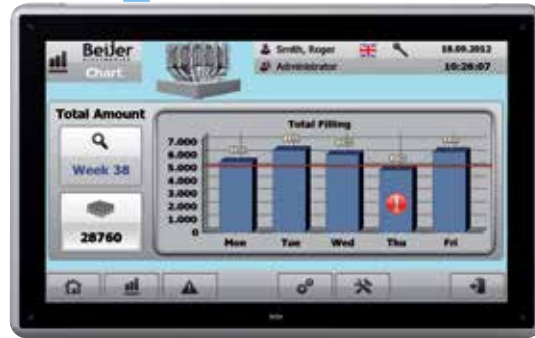 Beijer
ELECTRONICS
Chart
Smith, Roger
Administrator
18.09.2012
10:26:07
Total Amount
Week 38
28760
Total Filling
7.000
6.000
5.000
4.000
3.000
2.000
1.000
0
Mon
Tue
Wed
Thu
Fri